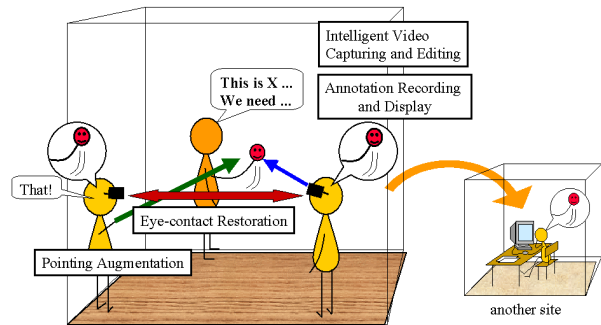 Intelligent Video
Capturing and Editing
This is X ...
We need ...
Annotation Recording
and Display
That!
Eye-contact Restoration
Pointing Augmentation
another site